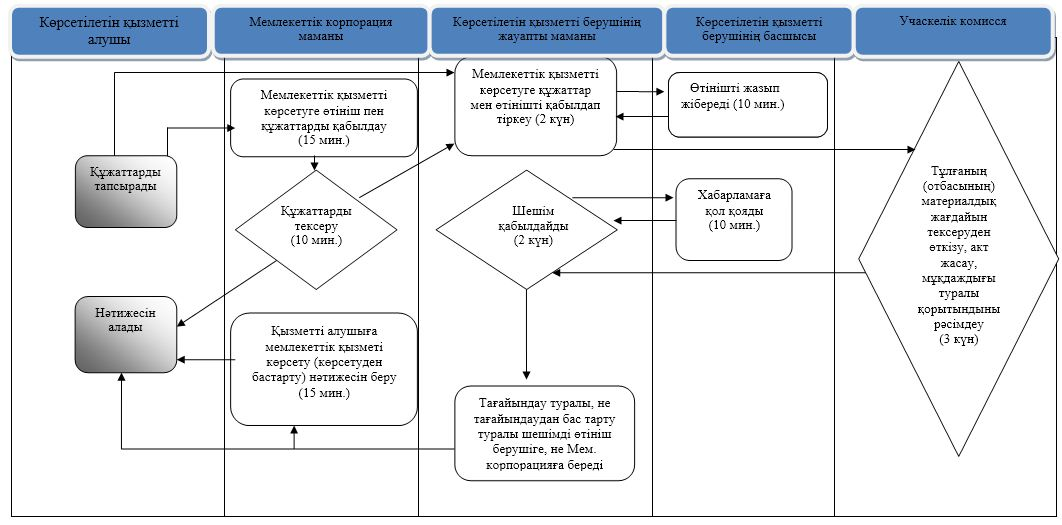 Көрсетілетін қызметті
алушы
Мемлекеттік корпорация
маманы
Көрсетілетін қызметті берушінің
жауапты маманы
Көрсетілетін қызметті
берушінің басшысы
Учаскелік комисся
Құжаттарды
тапсырады
Нәтижесін
алады
Мемлекеттік қызметті
көрсетуге өтініш пен
құжаттарды қабылдау
(15 мин.)
Құжаттарды
тексеру
(10 мин.)
Қызметті алушыға
мемлекеттік қызметі
көрсету (көрсетуден
бастарту) нәтижесін беру
(15 мин.)
Мемлекеттік қызметті
көрсетуге құжаттар
мен өтінішті қабылдап
тіркеу (2 күн)
Шешім
қабылдайды
(2 күн)
Тағайындау туралы, не
тағайындаудан бас тарту
туралы шешімді өтініш
берушіге, не Мем.
корпорацияға береді
Өтінішті жазып
жібереді (10 мин.)
Хабарламаға
қол қояды
(10 мин.)
Тұлғаның
(отбасының)
материалдық
жағдайын
тексеруден
өткізу, акт
жасау,
мұқдаждығы
туралы
қорытындыны
рәсімдеу
(3 күн)